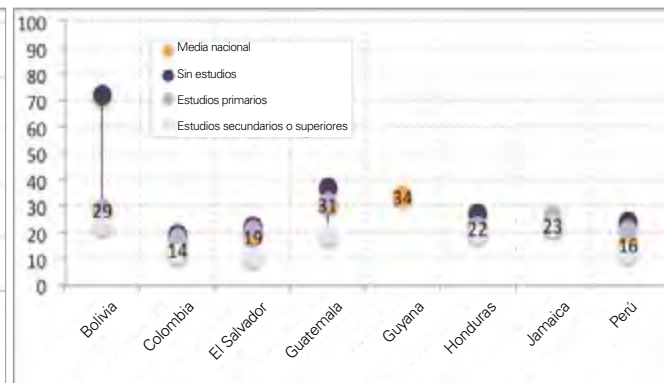 100
90
80
70
60
50
40
30
20
10
0
Media nacional
Sin estudios
Estudios primarios
Estudios secundarios o superiores
29
14
19
31
34
22
23
16
Bolivia
Colombia
El Salvador
Guatemala
Guyana
Honduras
Jamaica
Perú